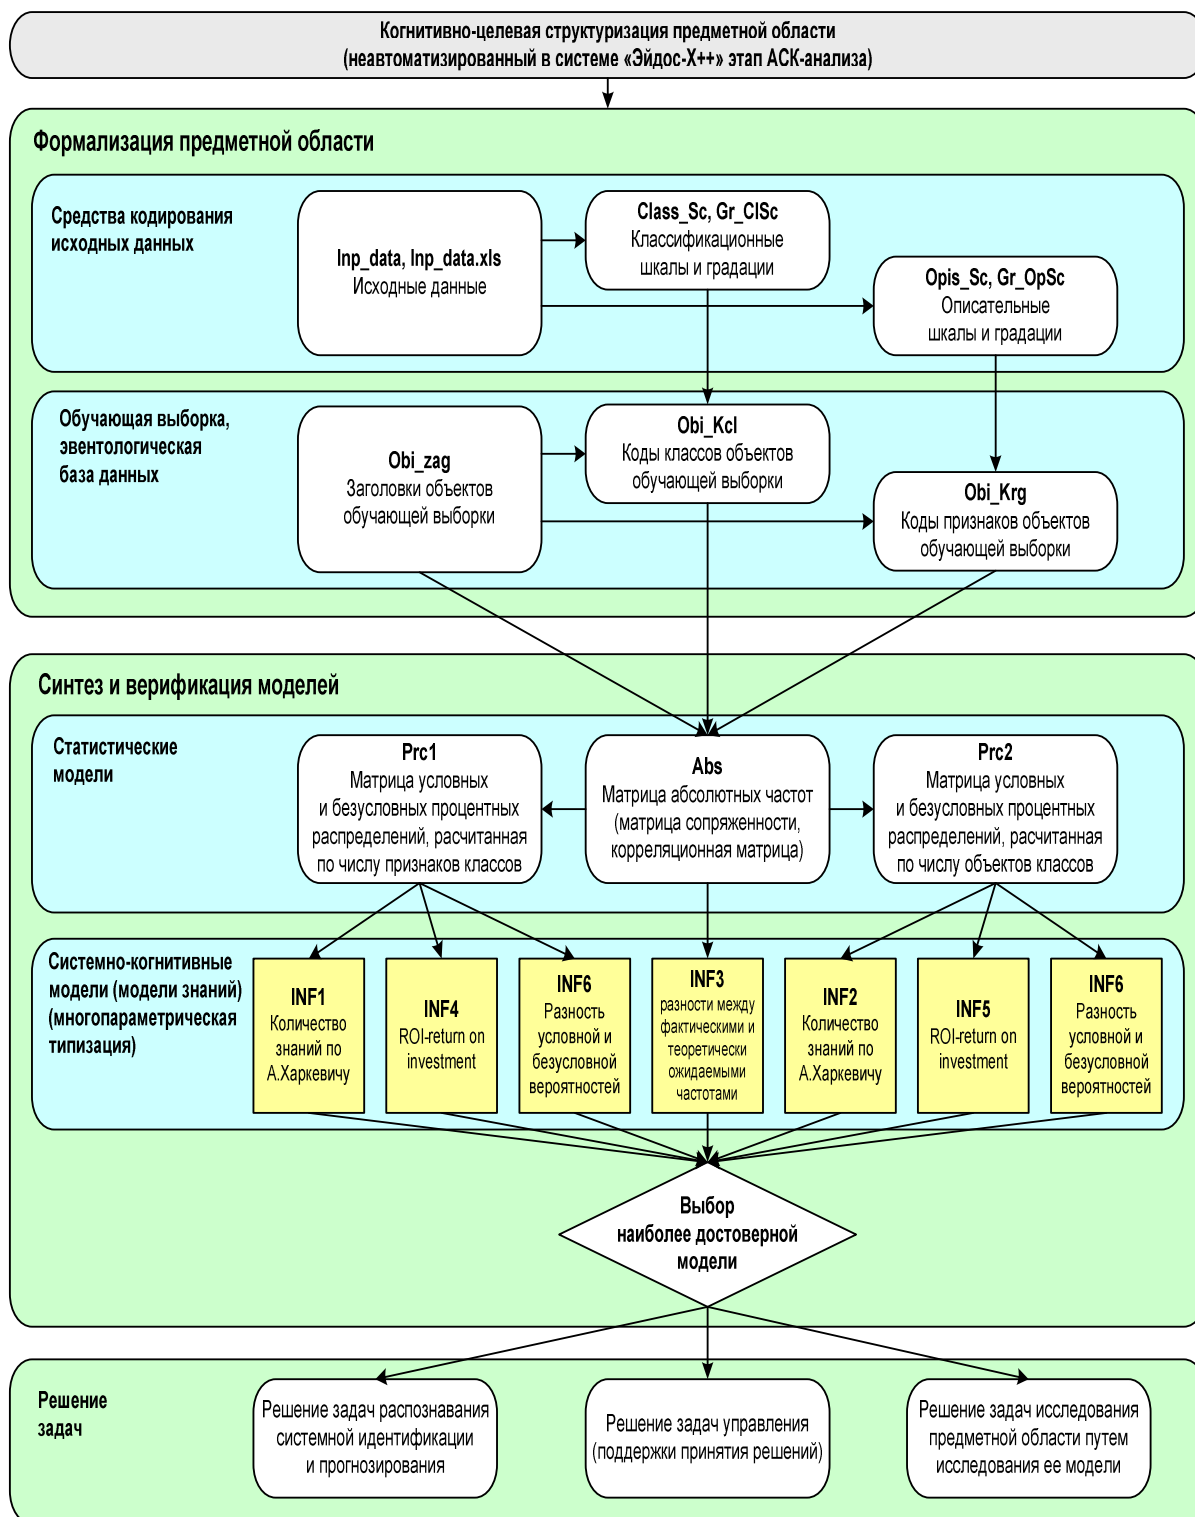 Когнитивно-целевая структуризация предметной области
(неавтоматизированный в системе «Эйдос-Х++» этап АСК-анализа)
Формализация предметной области
Средства кодирования
исходных данных
Inp_data, Inp_data.xls
Исходные данные
Class_Sc, Gr_ClSc
Классификационные
шкалы и градации
Opis_Sc, Gr_OpSc
Описательные
шкалы и градации
Обучающая выборка,
эвентологическая
база данных
Obi_zag
Заголовки объектов
обучающей выборки
Obi_Kcl
Коды классов объектов
обучающей выборки
Obi_Krg
Коды признаков объектов
обучающей выборки
Синтез и верификация моделей
Статистические
модели
Prc1
Матрица условных
и безусловных процентных
распределений, расчитанная
по числу признаков классов
Abs
Матрица абсолютных частот
(матрица сопряженности,
корреляционная матрица)
Prc2
Матрица условных
и безусловных процентных
распределений, расчитанная
по числу объектов классов
Системно-когнитивные
модели (модели знаний)
(многопараметрическая
типизация)
INF1
Количество
знаний по
А.Харкевичу
INF4
ROI-return on
investment
INF6
Разность
условной и
безусловной
вероятностей
INF3
разности между
фактическими и
теоретически
ожидаемыми
частотами
INF2
Количество
знаний по
А.Харкевичу
INF5
ROI-return on
investment
INF6
Разность
условной и
безусловной
вероятностей
Выбор
наиболее достоверной
модели
Решение
задач
Решение задач распознавания
системной идентификации
и прогнозирования
Решение задач управления
(поддержки принятия решений)
Решение задач исследования
предметной области путем
исследования ее модели